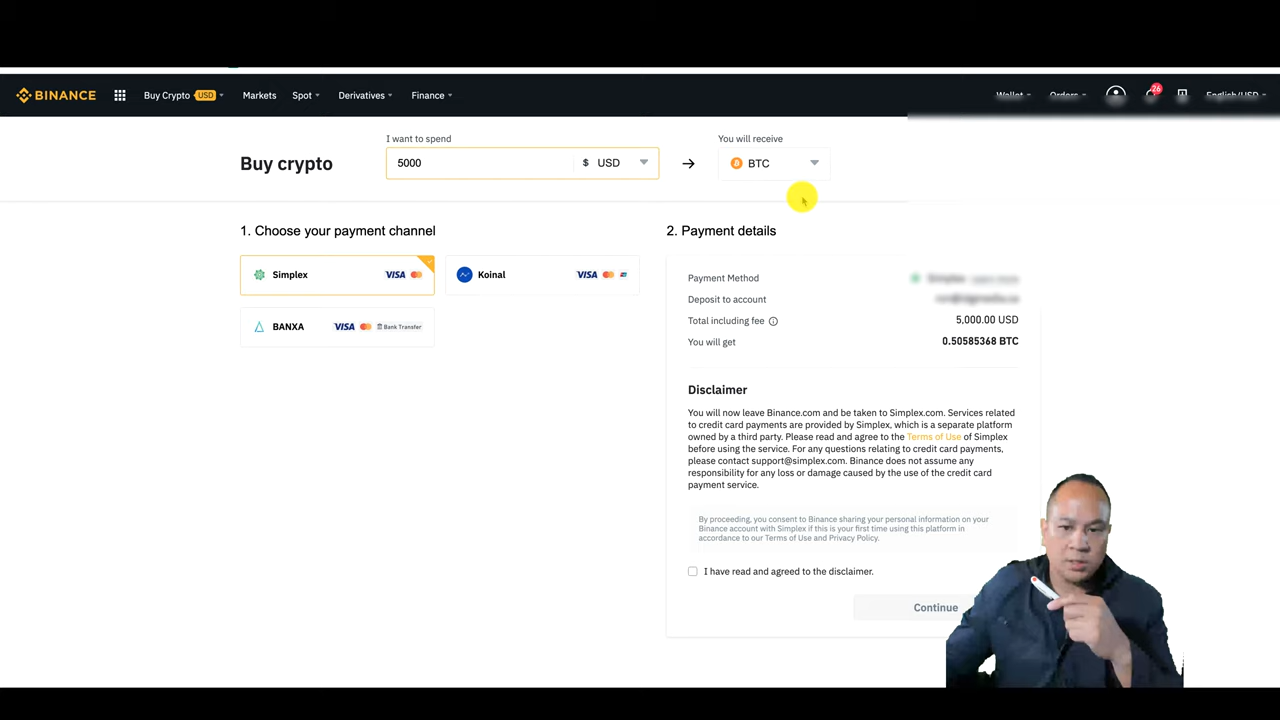 BINANCE Buy Crypto USD Markets Spot Derivatives Finance Wallet Orders 26 English/USD
I want to spend You will receive
Buy crypto 5000 $ USD BTC
1. Choose your payment channel 2. Payment details
Simplex VISA Koinal VISA
BANXA VISA Bank Transfer
Payment Method
Deposit to account
Total including fee 5,000.00 USD
You will get 0.50585368 BTC
Disclaimer
You will now leave Binance.com and be taken to Simplex.com. Services related
to credit card payments are provided by Simplex, which is a separate platform
owned by a third party. Please read and agree to the Terms of Use of Simplex
before using the service. For any questions relating to credit card payments,
please contact support@simplex.com. Binance does not assume any
responsibility for any loss or damage caused by the use of the credit card
payment service.
By proceeding, you consent to Binance sharing your personal information on your
Binance account with Simplex if this is your first time using this platform in
accordance to our Terms of Use and Privacy Policy.
I have read and agreed to the disclaimer.
Continue